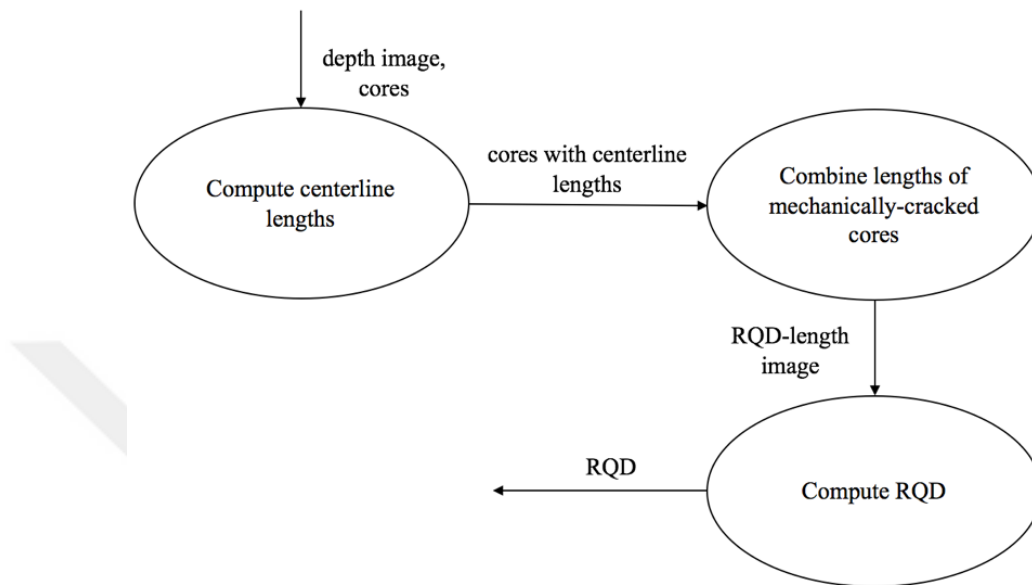 depth image,
cores
Compute centerline
lengths
cores with centerline
lengths
Combine lengths of
mechanically-cracked
cores
RQD-length
image
Compute RQD
RQD